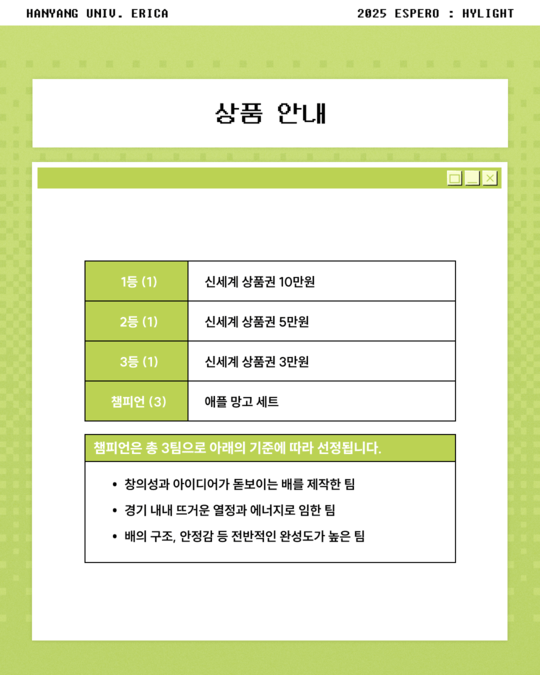 HANYANG UNIV. ERICA
2025 ESPERO : HYLIGHT
상품 안내
1등 (1)
신세계 상품권 10만원
2등 (1)
신세계 상품권 5만원
3등 (1)
신세계 상품권 3만원
챔피언 (3)
애플 망고 세트
챔피언은 총 3팀으로 아래의 기준에 따라 선정됩니다.
• 창의성과 아이디어가 돋보이는 배를 제작한 팀
• 경기 내내 뜨거운 열정과 에너지로 임한 팀
• 배의 구조, 안정감 등 전반적인 완성도가 높은 팀